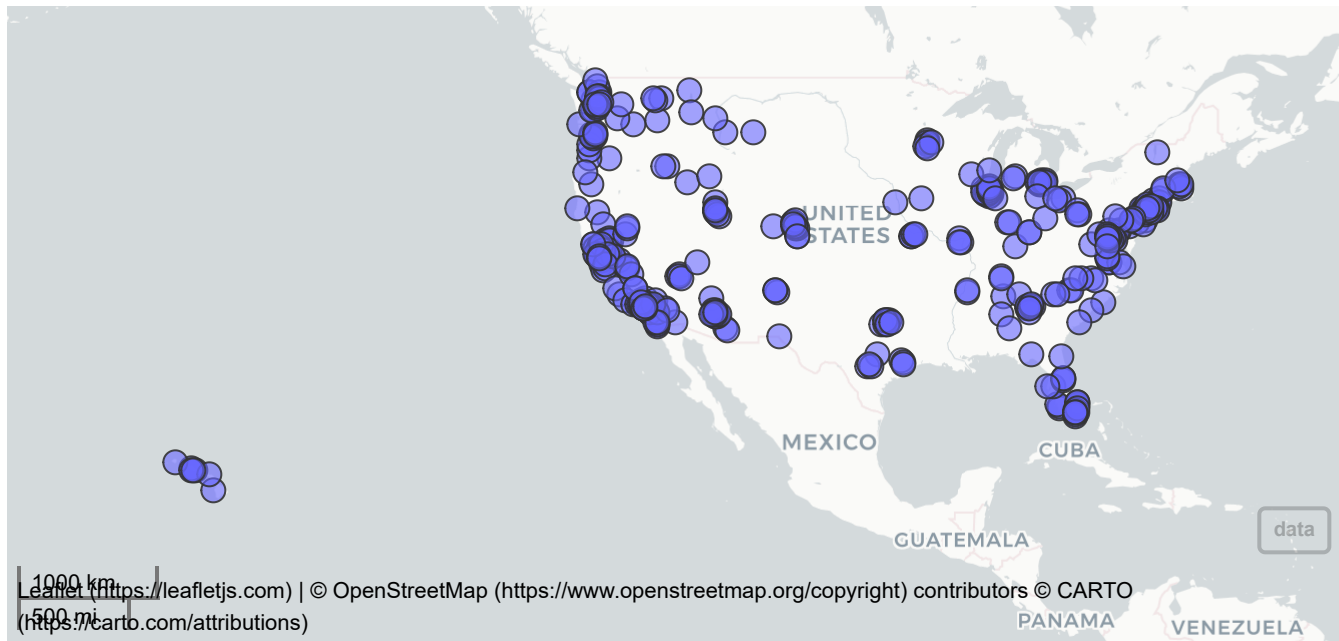 UNITED
STATES
MEXICO
CUBA
GUATEMALA
data
1000 km
Leaflet (https://leafletjs.com) | © OpenStreetMap (https://www.openstreetmap.org/copyright) contributors © CARTO
500 mi
(https://carto.com/attributions)
PANAMA
VENEZUELA